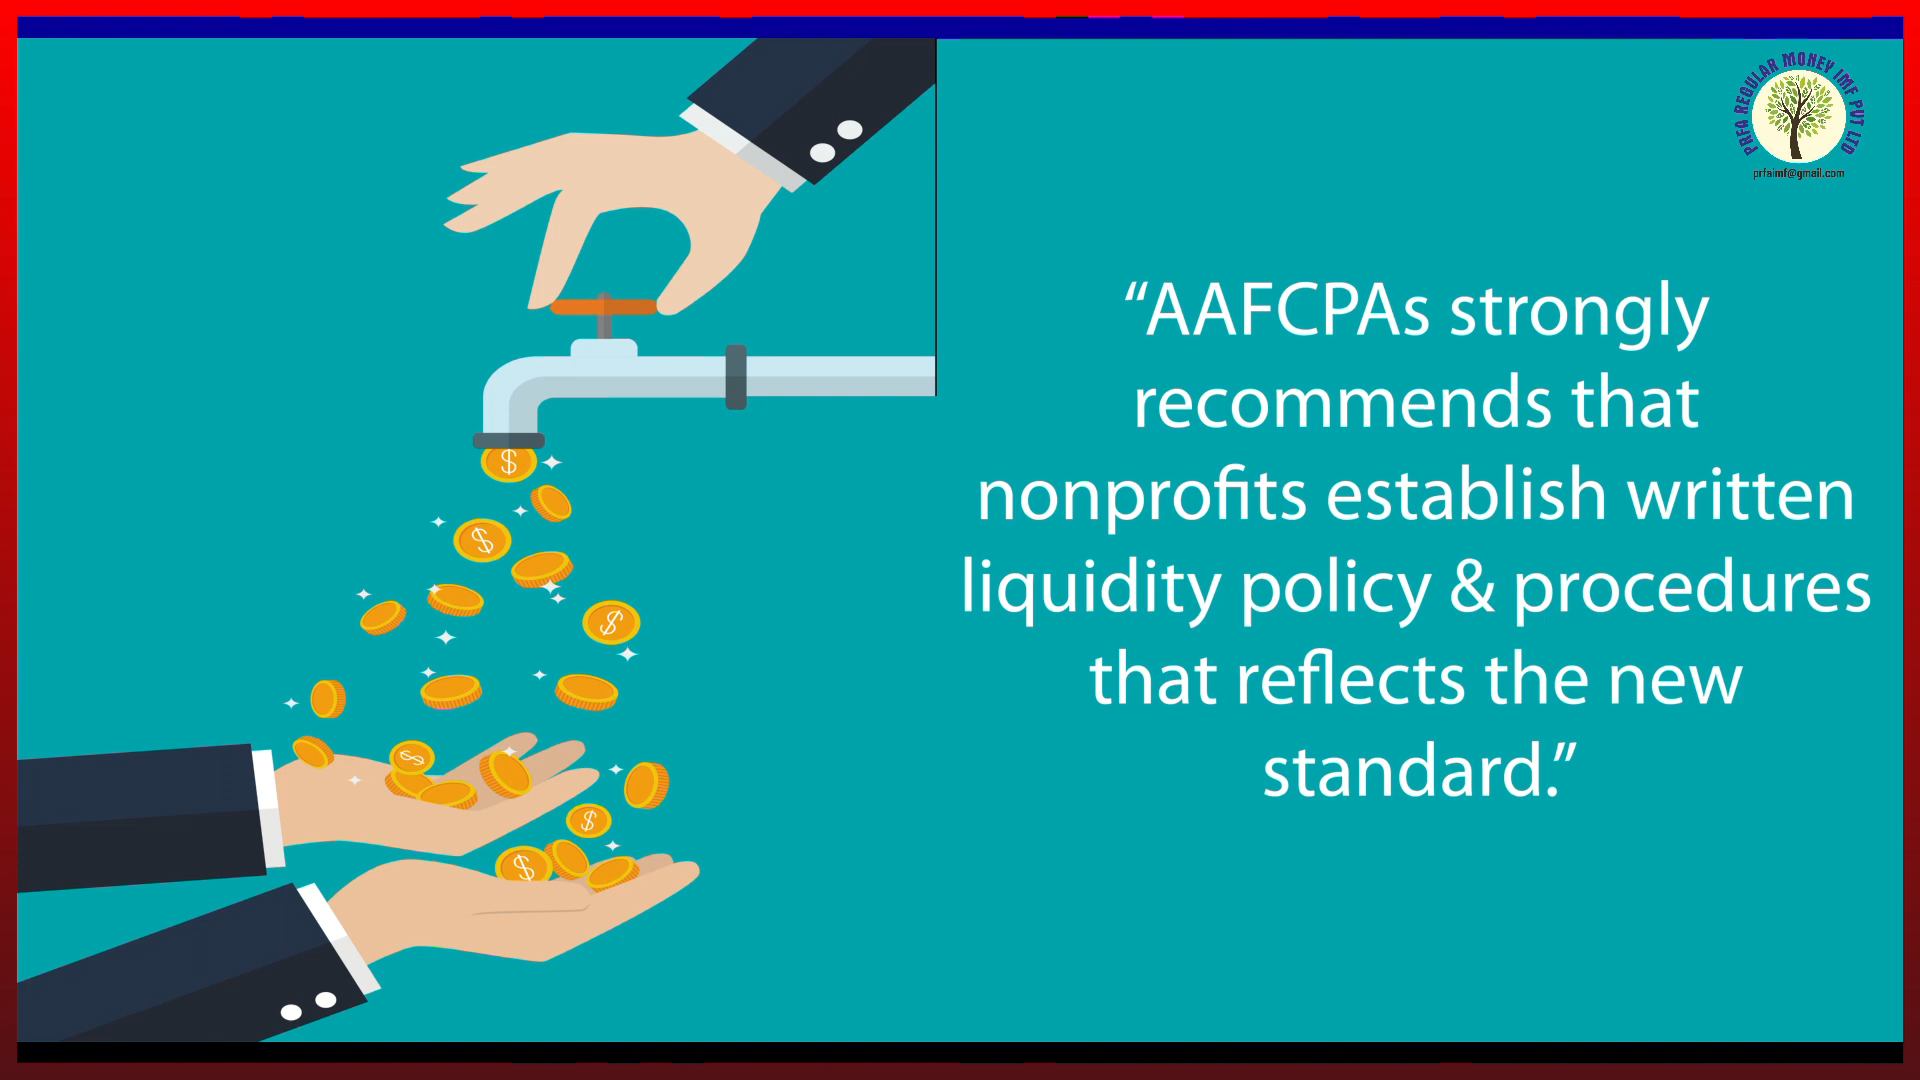 PRFA REGULAR MONEY IMF PVT LTD
prfaimf@gmail.com
“AAFCPAs strongly
recommends that
nonprofits establish written
liquidity policy & procedures
that reflects the new
standard.”